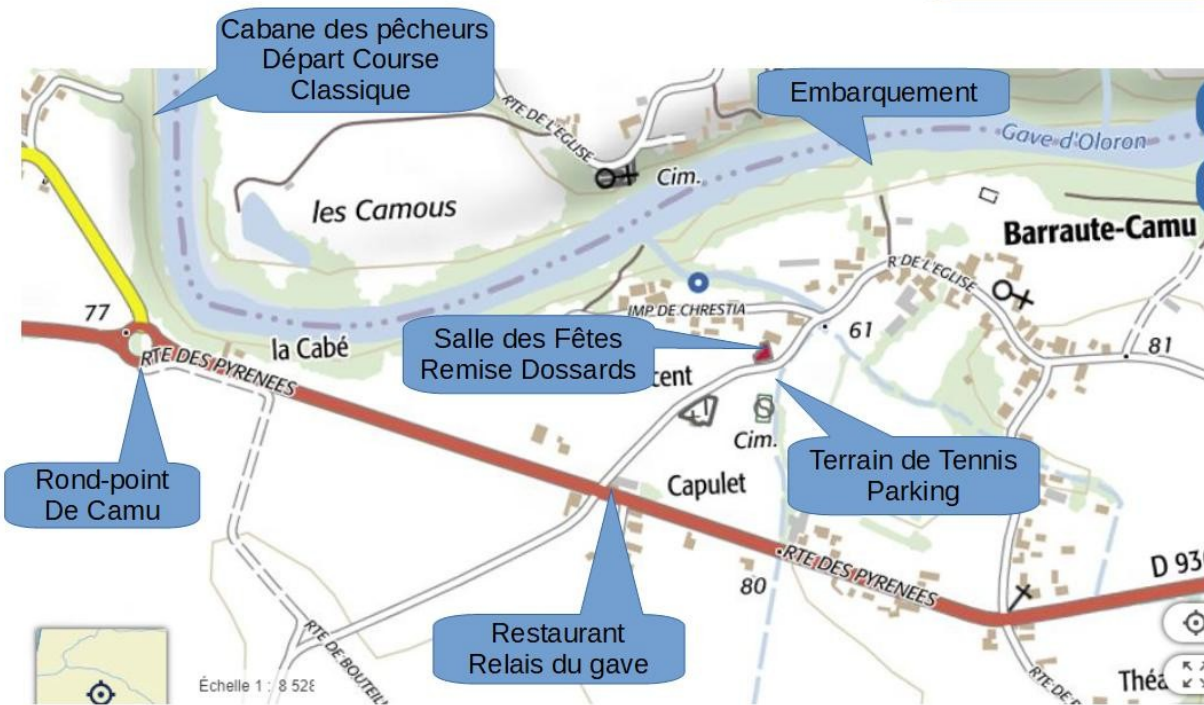 Cabane des pêcheurs
Départ Course
Classique
Embarquement
RTE DE L'EGLISE
Gave d'Oloron
Cim.
les Camous
Barraute-Camu
R DE L'EGLISE
77
IMP DE CHRESTIA
la Cabé
Salle des Fêtes
Remise Dossards
61
81
RTE DES PYRENEES
cent
Cim.
Terrain de Tennis
Parking
Rond-point
De Camu
Capulet
RTE DES PYRENEES
80
D 93
Restaurant
Relais du gave
RTE DE BOUTEIL
Échelle 1 : 8 528
RTE DE
Théa